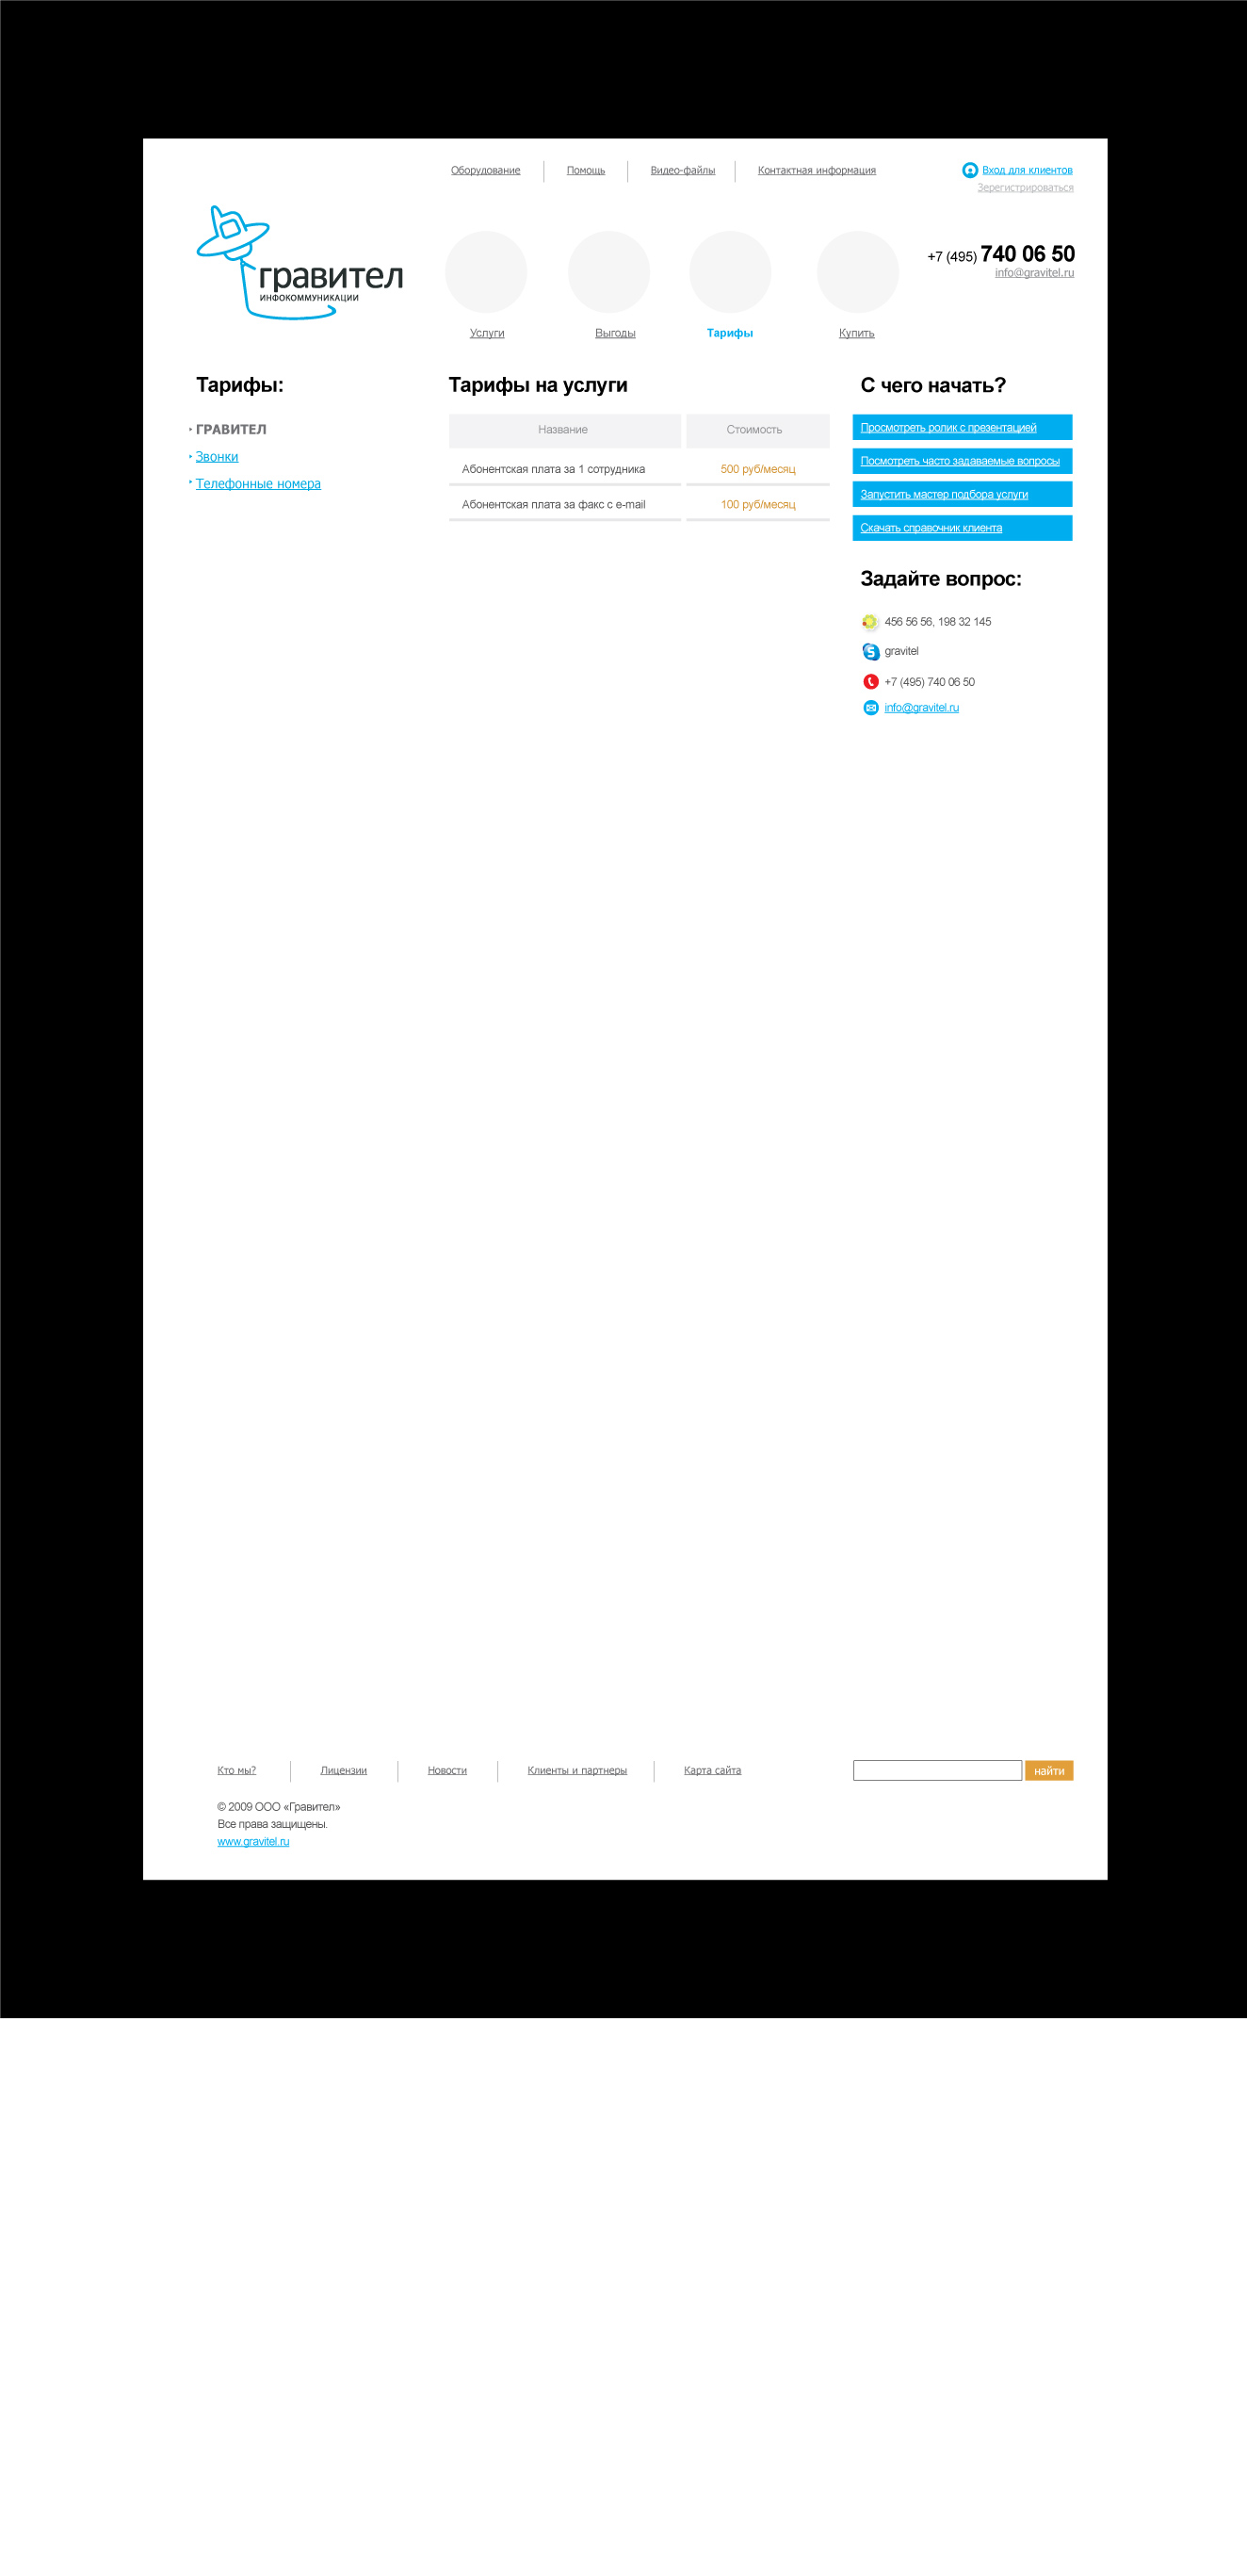 Оборудование
Помощь
Видео-файлы
Контактная информация
Вход для клиентов
Зерегистрироваться
гравител
ИНФОКОММУНИКАЦИИ
+7 (495) 740 06 50
info@gravitel.ru
Услуги
Выгоды
Тарифы
Купить
Тарифы:
ГРАВИТЕЛ
Звонки
Телефонные номера
Тарифы на услуги
Название
Стоимость
Абонентская плата за 1 сотрудника
500 руб/месяц
Абонентская плата за факс с e-mail
100 руб/месяц
С чего начать?
Просмотреть ролик с презентацией
Посмотреть часто задаваемые вопросы
Запустить мастер подбора услуги
Скачать справочник клиента
Задайте вопрос:
456 56 56, 198 32 145
gravitel
+7 (495) 740 06 50
info@gravitel.ru
Кто мы?
Лицензии
Новости
Клиенты и партнеры
Карта сайта
найти
© 2009 ООО «Гравител»
Все права защищены.
www.gravitel.ru